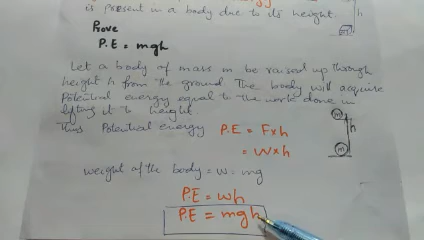 is present in a body due to its height.
h
m
Prove
P.E = mgh
Let a body of mass m be raised up through
height h from the ground. The body will acquire
Potential energy equal to the work done in
lifting it to height.
Thus Potential energy P.E = F×h
= W×h
m
h
m
weight of the body = W = mg
P.E = wh
P.E = mgh